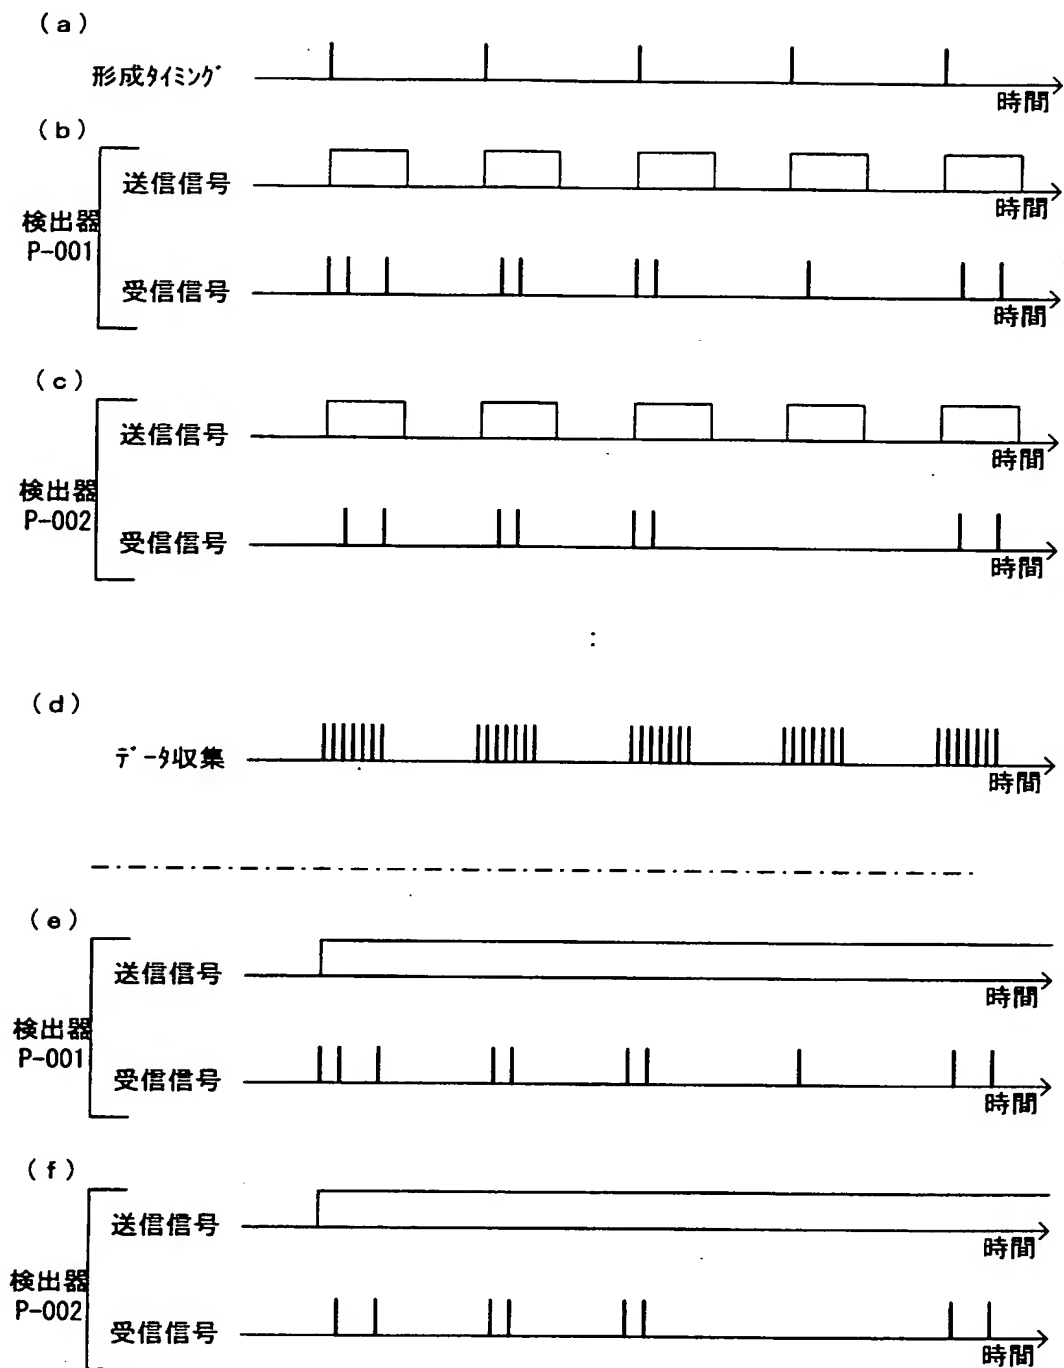 (a)
形成タイミング
時間
(b)
送信信号
時間
検出器
P-001
受信信号
時間
(c)
送信信号
時間
検出器
P-002
受信信号
時間
:
(d)
データ収集
時間
(e)
送信信号
時間
検出器
P-001
受信信号
時間
(f)
送信信号
時間
検出器
P-002
受信信号
時間